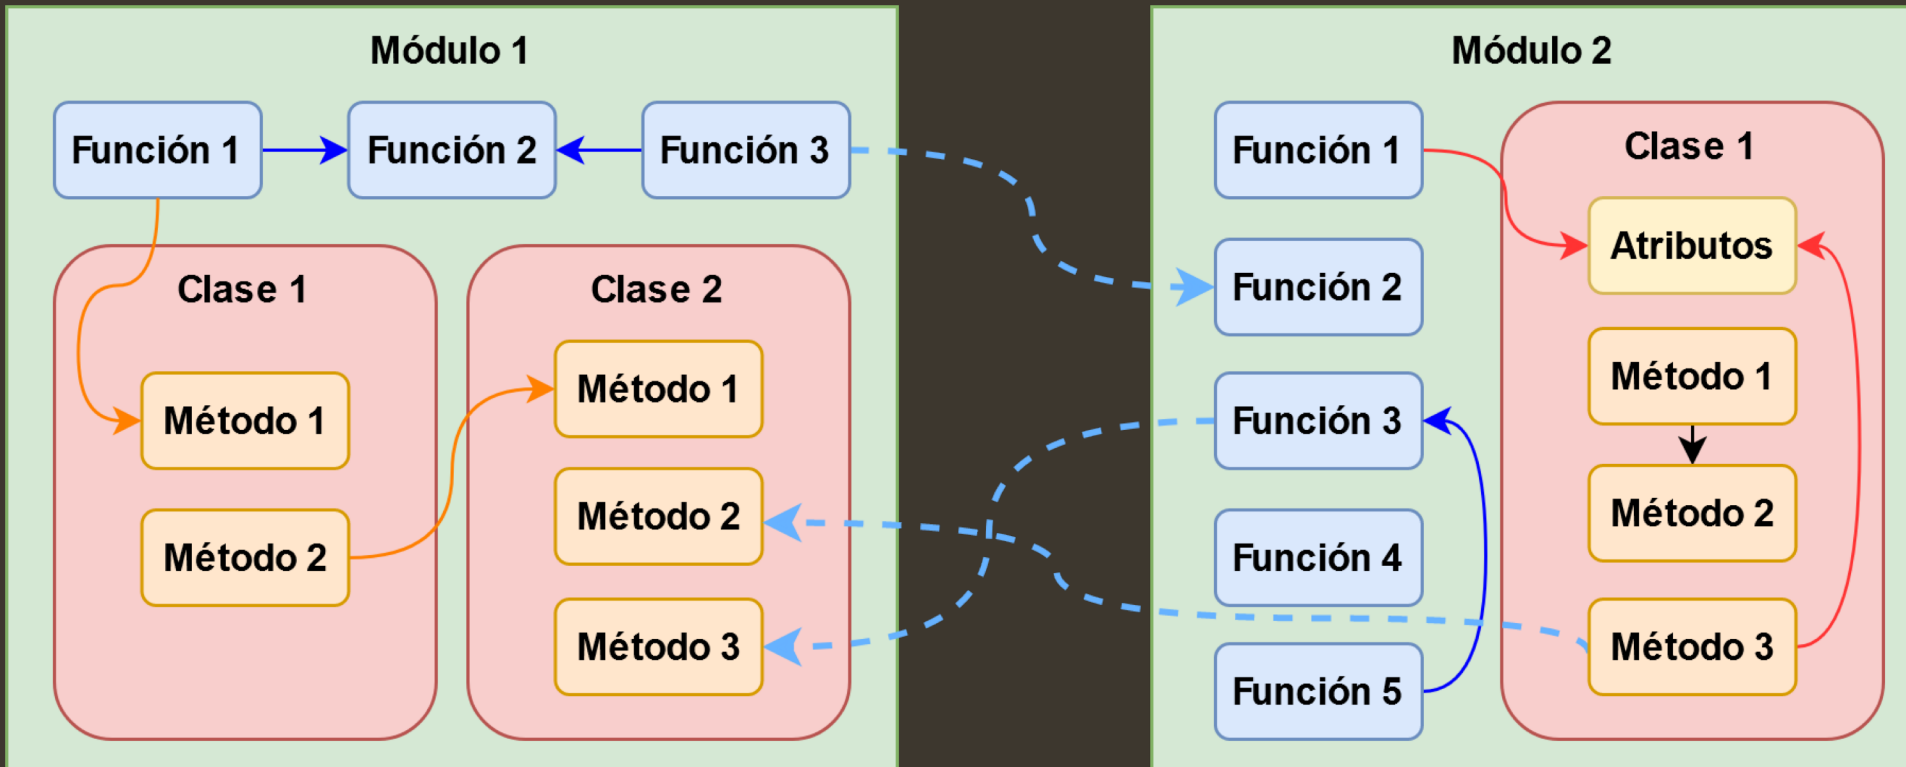 Módulo 1
Función 1
Función 2
Función 3
Clase 1
Método 1
Método 2
Clase 2
Método 1
Método 2
Método 3
Módulo 2
Función 1
Función 2
Función 3
Función 4
Función 5
Clase 1
Atributos
Método 1
Método 2
Método 3